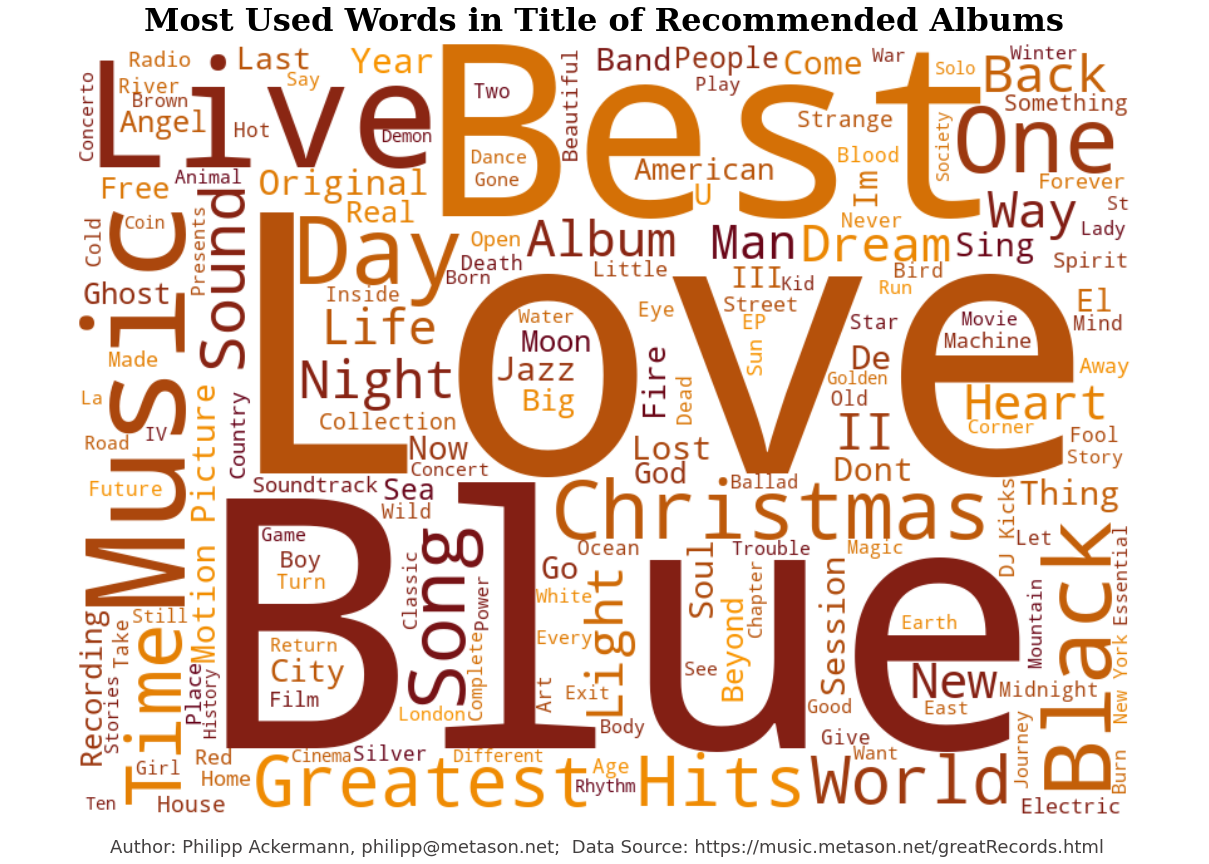 Most Used Words in Title of Recommended Albums
Concerto
Radio
River
Brown
Angel
Live
Last
Say
Hot
Demon
Year
Best
Two
Dance
Gone
Beautiful
Band
People
Play
American
U
Come
War
Strange
Blood
Im
Never
Solo
Society
Back
Winter
Something
One
Forever
St
Way
Lady
Spirit
Free
Animal
Original
Real
Cold
Coin
Presents
Music
Sound
Ghost
Made
La
Road
IV
Day
Inside
Life
Night
Collection
Open
Death
Born
Album
Little
Man
Dream
Sing
III
Kid
Street
Bird
Run
Love
Water
Moon
Jazz
Big
Eye
EP
Sun
Fire
Dead
Star
De
Golden
Old
II
Movie
Machine
El
Mind
Away
Heart
Corner
Fool
Story
Country
Motion Picture
Future
Now
Concert
Soundtrack
Sea
Wild
Lost
God
Dont
Ballad
Christmas
Thing
DJ Kicks
Let
Blue
Game
Boy
Turn
Return
City
Film
Classic
Song
Power
Complete
London
Ocean
Go
White
Every
Light
Art
Exit
Body
Soul
Trouble
Chapter
Beyond
See
Magic
Session
Good
Earth
New
East
Midnight
Mountain
Black
Essential
New York
Burn
Journey
Recording
Stories
Take
Still
Time
Place
History
Girl
Red
Home
House
Ten
Cinema
Silver
Different
Greatest
Age
Rhythm
Hits
Give
Want
World
Electric
Author: Philipp Ackermann, philipp@metason.net;  Data Source: https://music.metason.net/greatRecords.html